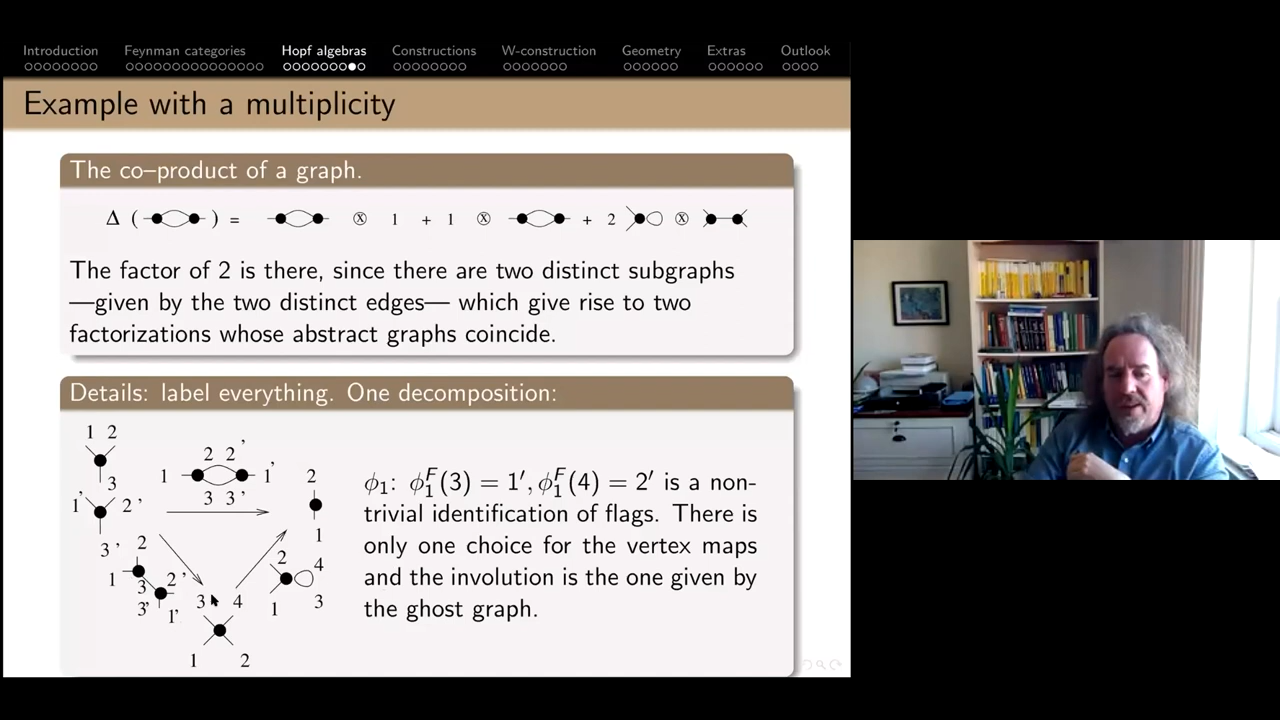 Introduction Feynman categories Hopf algebras Constructions W-construction Geometry Extras Outlook
Example with a multiplicity
The co–product of a graph.
Δ ( ) = ⊗ 1 + 1 ⊗ + 2 ⊗
The factor of 2 is there, since there are two distinct subgraphs
—given by the two distinct edges— which give rise to two
factorizations whose abstract graphs coincide.
Details: label everything. One decomposition:
1 2
3
1' 2'
3'
2 2'
1 1'
3 3'
2
1
2
1 3 2'
3' 1'
3 4
1 2
2 4
1 3
ϕ₁: ϕ₁ᶠ(3) = 1′, ϕ₁ᶠ(4) = 2′ is a non-
trivial identification of flags. There is
only one choice for the vertex maps
and the involution is the one given by
the ghost graph.